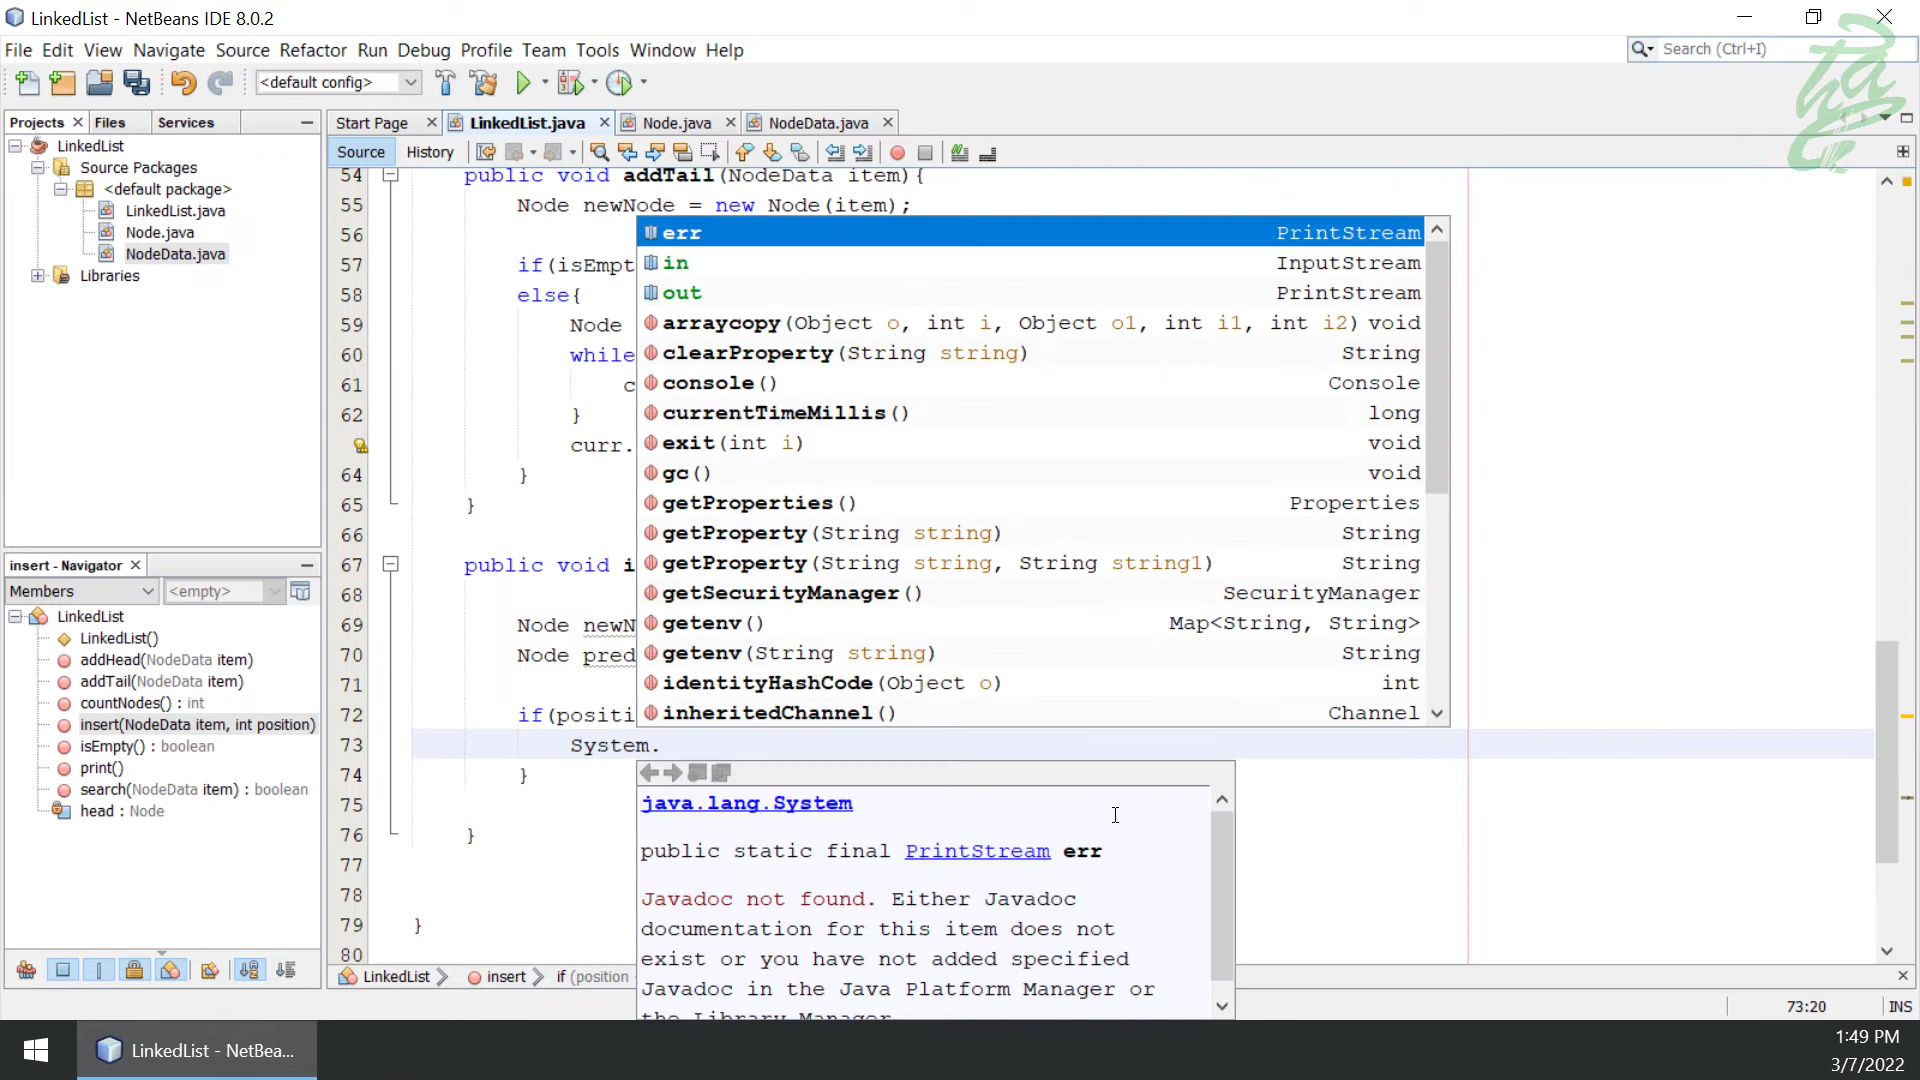 LinkedList - NetBeans IDE 8.0.2
File Edit View Navigate Source Refactor Run Debug Profile Team Tools Window Help
Search (Ctrl+I)
<default config>
Projects Files Services
Start Page LinkedList.java Node.java NodeData.java
Source History
LinkedList
Source Packages
<default package>
LinkedList.java
Node.java
NodeData.java
Libraries
insert - Navigator
Members <empty>
LinkedList
LinkedList()
addHead(NodeData item)
addTail(NodeData item)
countNodes() : int
insert(NodeData item, int position)
isEmpty() : boolean
print()
search(NodeData item) : boolean
head : Node
54 public void addTail(NodeData item){
55 Node newNode = new Node(item);
56
57 if(isEmpt
58 else{
59 Node
60 while
61 c
62 }
curr.
64 }
65 }
66
67 public void i
68
69 Node newN
70 Node pred
71
72 if(positi
73 System.
74 }
75
76 }
77
78
79 }
80
err PrintStream
in InputStream
out PrintStream
arraycopy(Object o, int i, Object o1, int i1, int i2) void
clearProperty(String string) String
console() Console
currentTimeMillis() long
exit(int i) void
gc() void
getProperties() Properties
getProperty(String string) String
getProperty(String string, String string1) String
getSecurityManager() SecurityManager
getenv() Map<String, String>
getenv(String string) String
identityHashCode(Object o) int
inheritedChannel() Channel
java.lang.System
public static final PrintStream err
Javadoc not found. Either Javadoc
documentation for this item does not
exist or you have not added specified
Javadoc in the Java Platform Manager or
the Library Manager
LinkedList insert if (position
73:20 INS
LinkedList - NetBea...
1:49 PM
3/7/2022